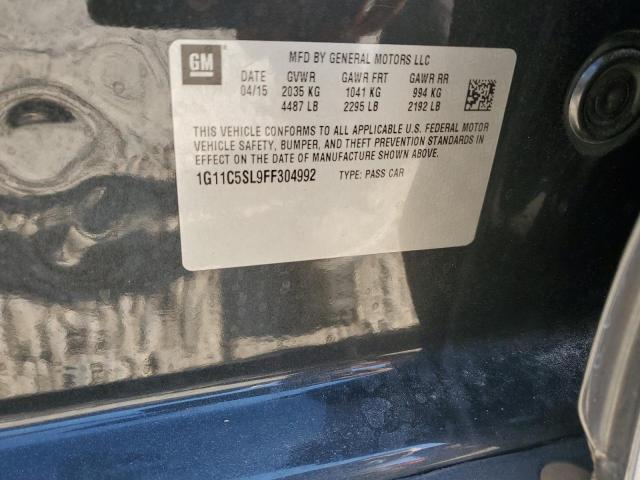 GM MFD BY GENERAL MOTORS LLC
DATE GVWR GAWR FRT GAWR RR
04/15 2035 KG 1041 KG 994 KG
4487 LB 2295 LB 2192 LB
THIS VEHICLE CONFORMS TO ALL APPLICABLE U.S. FEDERAL MOTOR
VEHICLE SAFETY, BUMPER, AND THEFT PREVENTION STANDARDS IN
EFFECT ON THE DATE OF MANUFACTURE SHOWN ABOVE.
1G11C5SL9FF304992 TYPE: PASS CAR